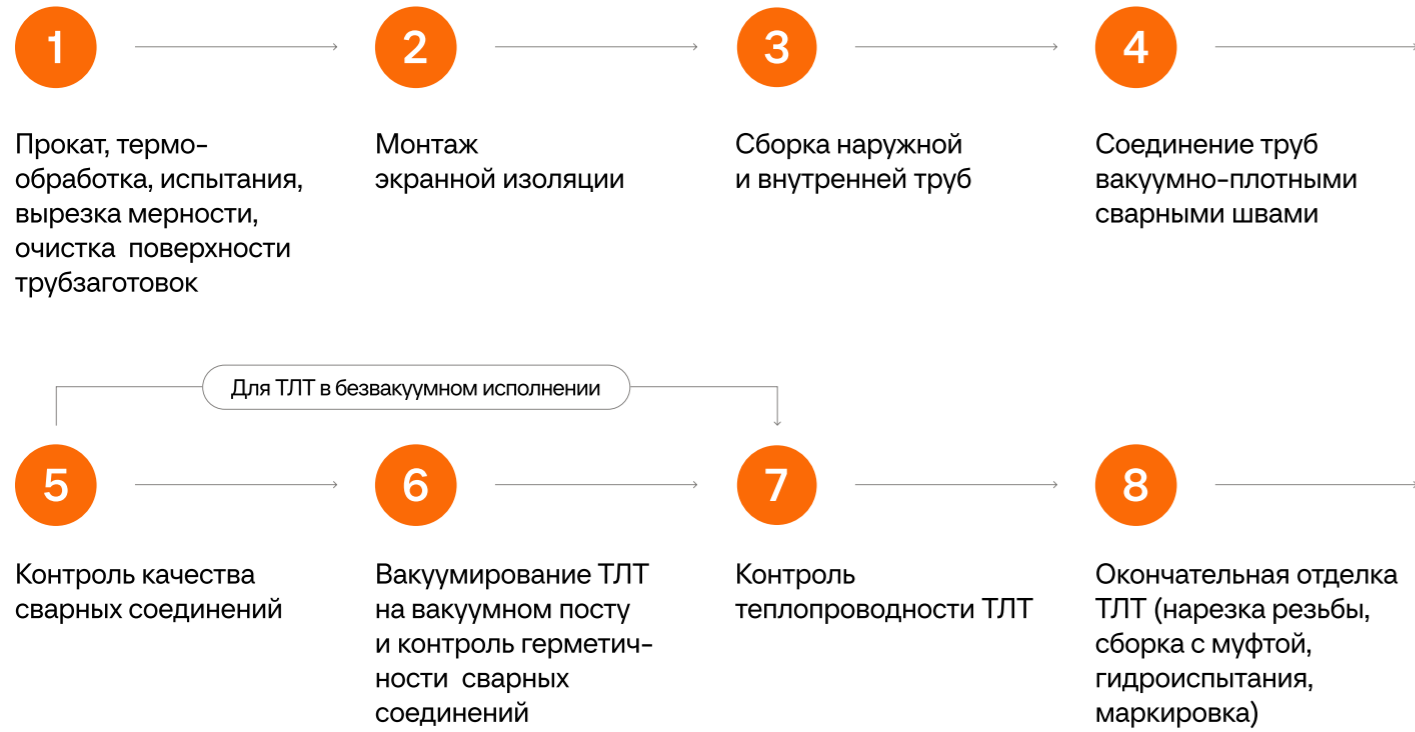 1
Прокат, термо-
обработка, испытания,
вырезка мерности,
очистка поверхности
трубзаготовок
2
Монтаж
экранной изоляции
3
Сборка наружной
и внутренней труб
4
Соединение труб
вакуумно-плотными
сварными швами
Для ТЛТ в безвакуумном исполнении
5
Контроль качества
сварных соединений
6
Вакуумирование ТЛТ
на вакуумном посту
и контроль герметич-
ности сварных
соединений
7
Контроль
теплопроводности ТЛТ
8
Окончательная отделка
ТЛТ (нарезка резьбы,
сборка с муфтой,
гидроиспытания,
маркировка)